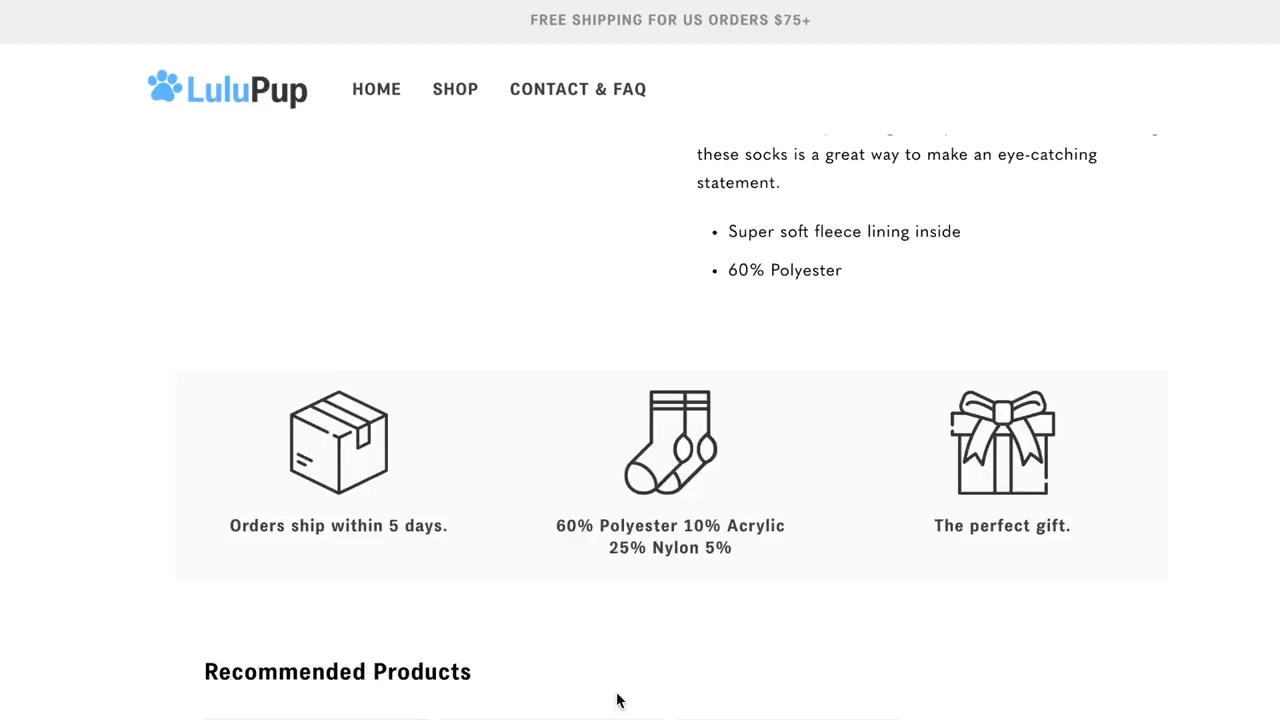 FREE SHIPPING FOR US ORDERS $75+
LuluPup HOME SHOP CONTACT & FAQ
these socks is a great way to make an eye-catching
statement.
• Super soft fleece lining inside
• 60% Polyester
Orders ship within 5 days.
60% Polyester 10% Acrylic
25% Nylon 5%
The perfect gift.
Recommended Products